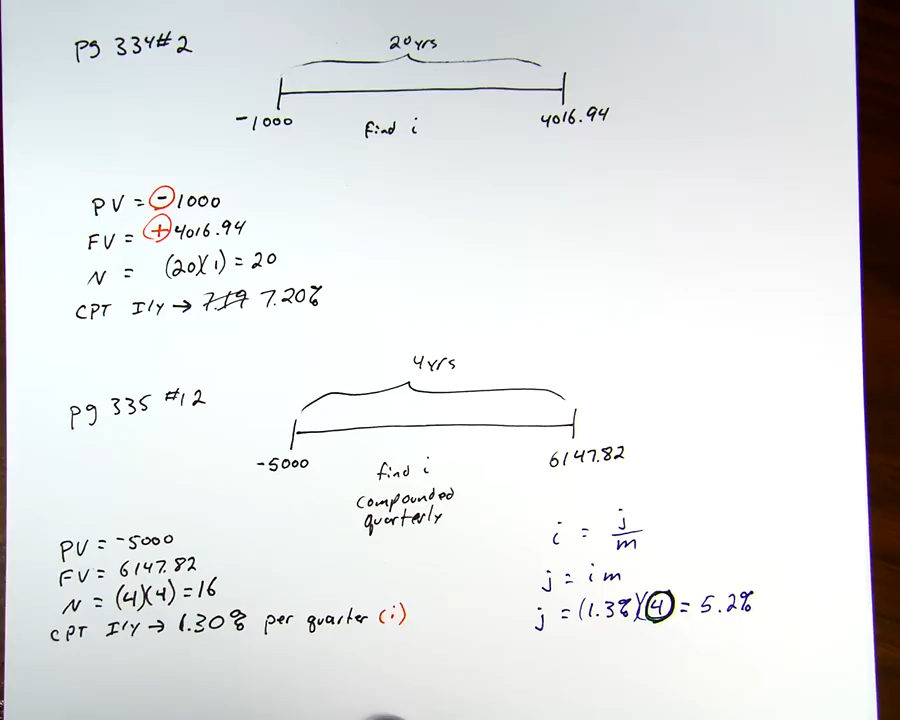 pg 334#2
20yrs
-1000
find i
4016.94
PV = -1000
FV = +4016.94
N = (20)(1) = 20
CPT I/y → 7.19 7.20%
pg 335 #12
4yrs
-5000
find i
compounded
quarterly
6147.82
PV = -5000
FV = 6147.82
N = (4)(4) = 16
CPT I/y → 1.30% per quarter (i)
i = j/m
j = im
j = (1.3%)(4) = 5.2%